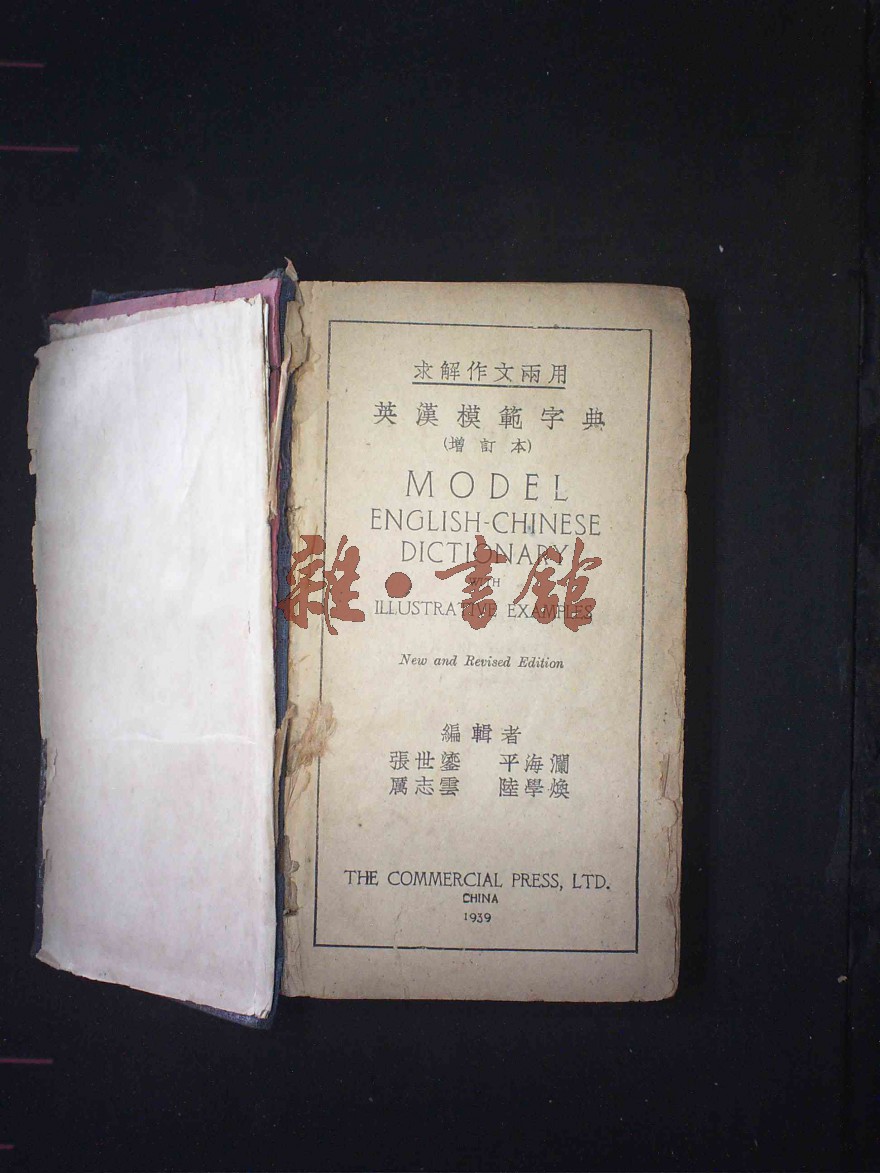 求解作文兩用
英漢模範字典
(增訂本)
MODEL
ENGLISH-CHINESE
DICTIONARY
WITH
ILLUSTRATIVE EXAMPLES
雜·書館
New and Revised Edition
編輯者
張世鎏 平海瀾
厲志雲 陸學煥
THE COMMERCIAL PRESS, LTD.
CHINA
1939